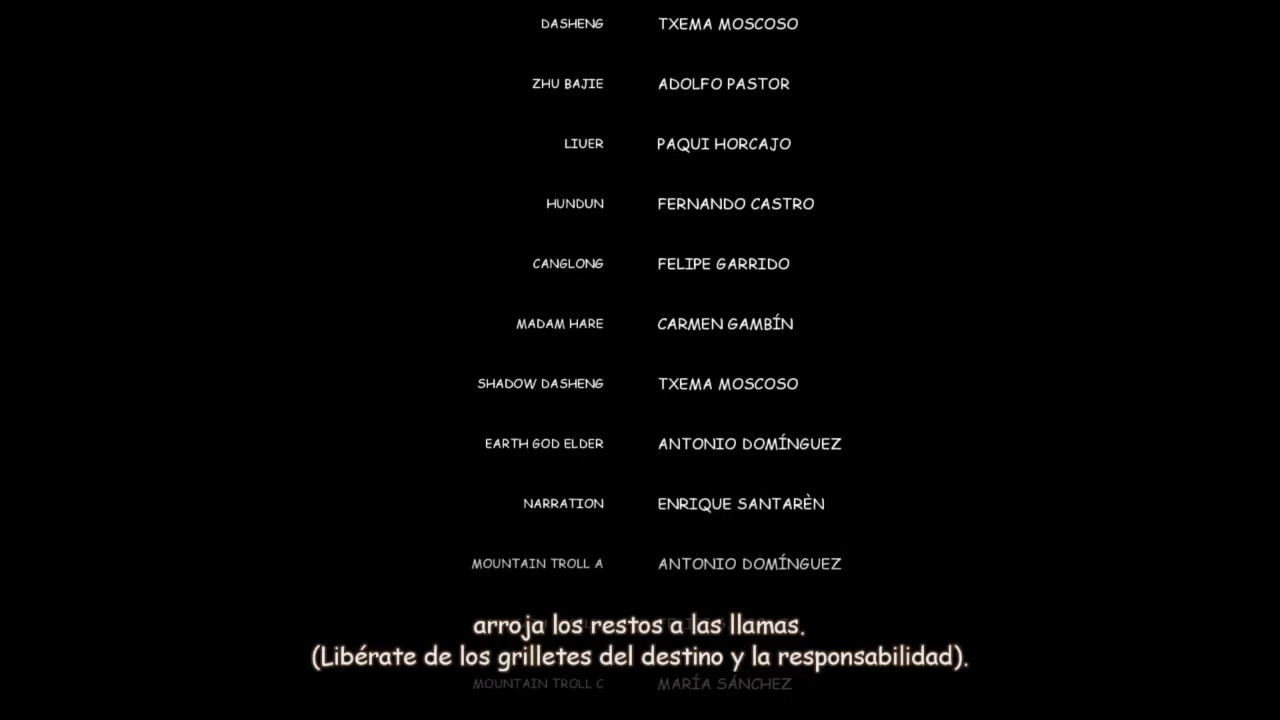 DASHENG TXEMA MOSCOSO
ZHU BAJIE ADOLFO PASTOR
LIUER PAQUI HORCAJO
HUNDUN FERNANDO CASTRO
CANGLONG FELIPE GARRIDO
MADAM HARE CARMEN GAMBÍN
SHADOW DASHENG TXEMA MOSCOSO
EARTH GOD ELDER ANTONIO DOMÍNGUEZ
NARRATION ENRIQUE SANTARÈN
MOUNTAIN TROLL A ANTONIO DOMÍNGUEZ
arroja los restos a las llamas.
(Libérate de los grilletes del destino y la responsabilidad).
MOUNTAIN TROLL C MARÍA SÁNCHEZ